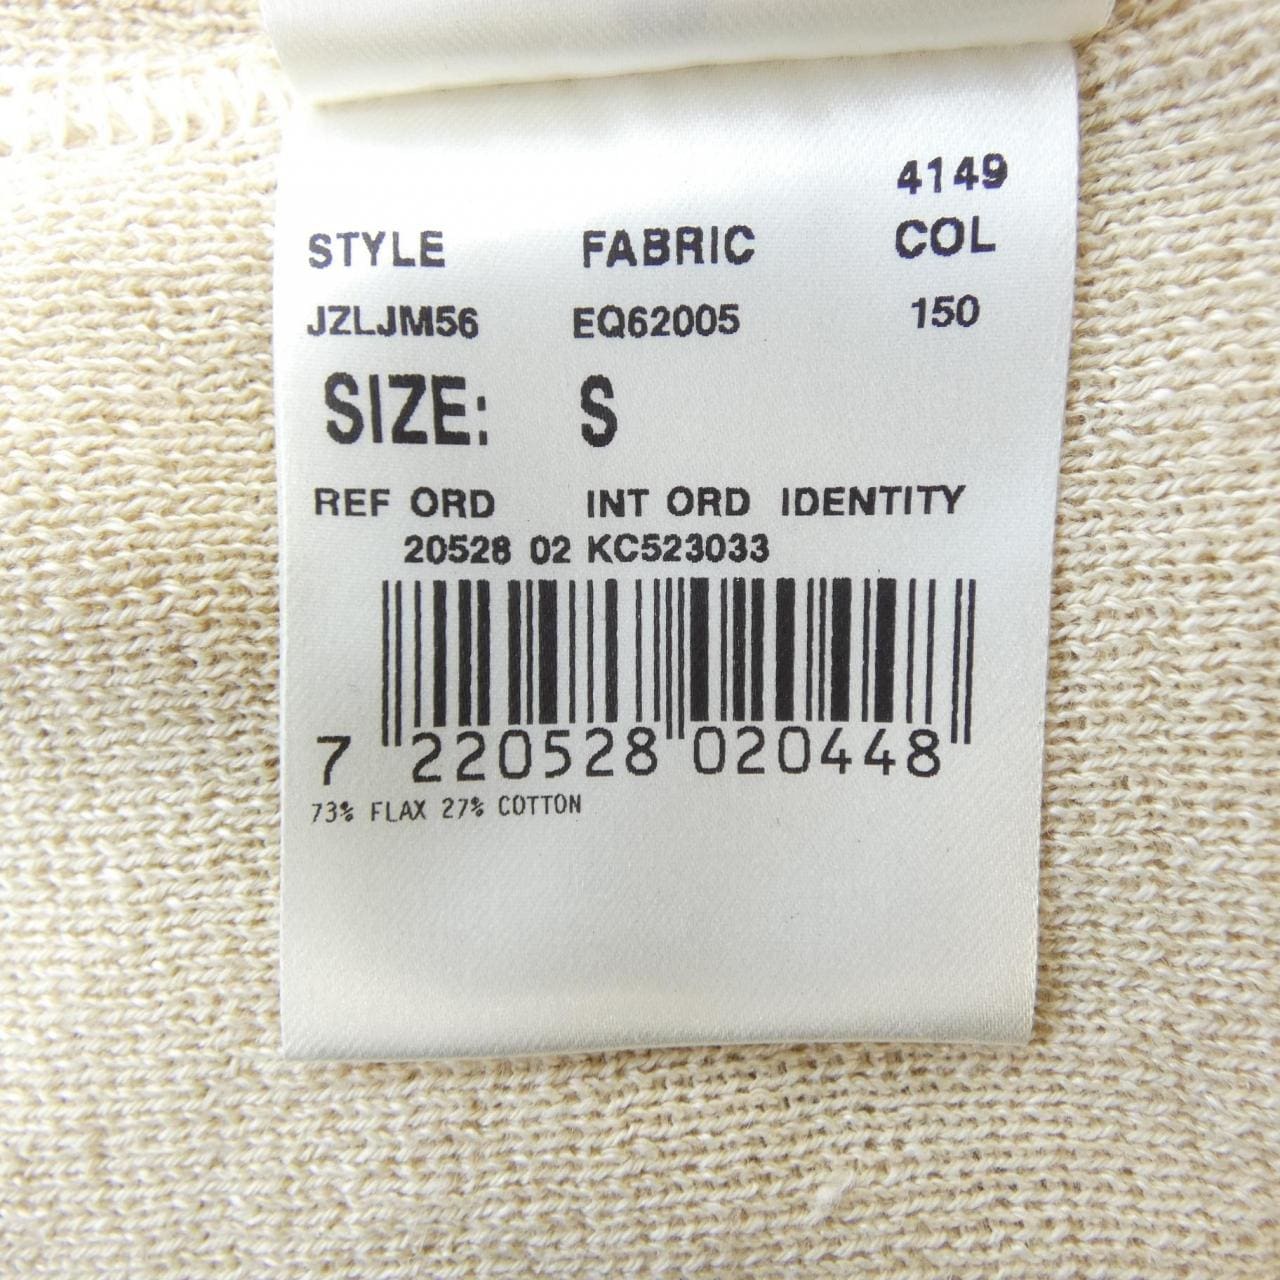 4149
STYLE FABRIC COL
JZLJM56 EQ62005 150
SIZE: S
REF ORD INT ORD IDENTITY
20528 02 KC523033
7 220528 020448
73% FLAX 27% COTTON